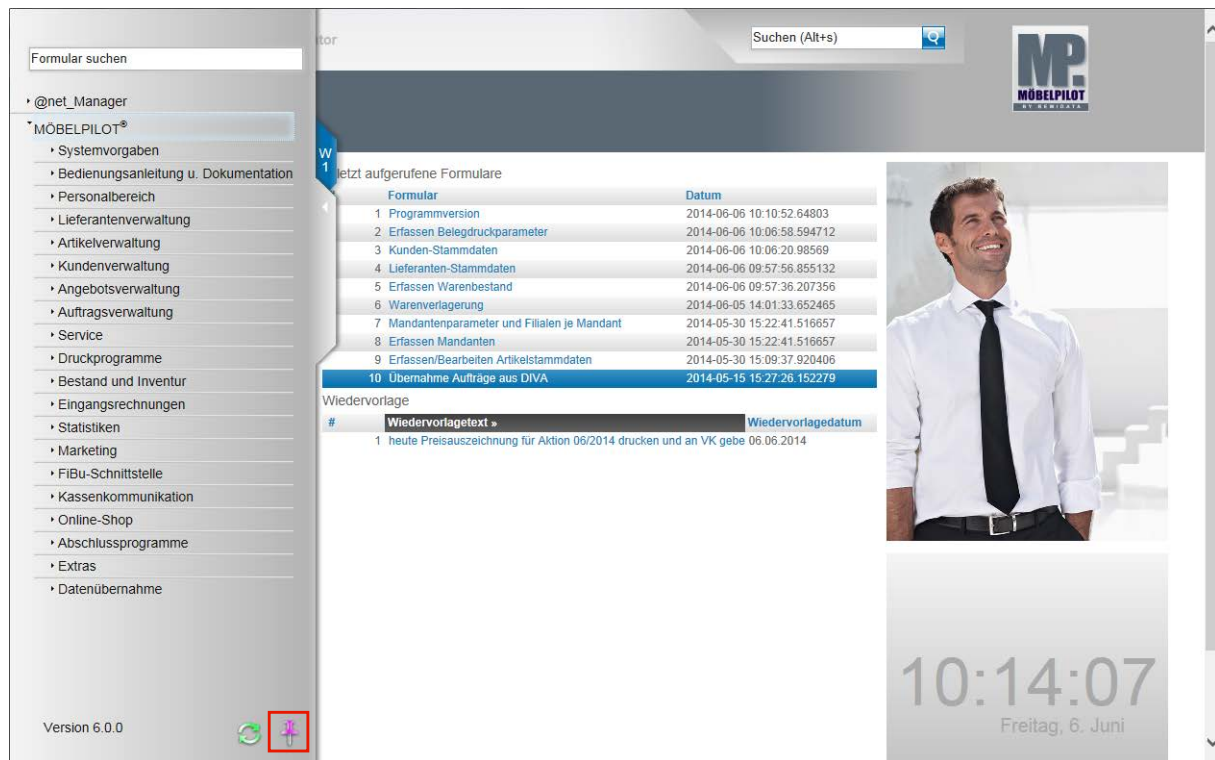 itor
Suchen (Alt+s)
MP.
MÖBELPILOT
BY SEMIDATA
Formular suchen
@net_Manager
MÖBELPILOT®
Systemvorgaben
Bedienungsanleitung u. Dokumentation
Personalbereich
Lieferantenverwaltung
Artikelverwaltung
Kundenverwaltung
Angebotsverwaltung
Auftragsverwaltung
Service
Druckprogramme
Bestand und Inventur
Eingangsrechnungen
Statistiken
Marketing
FiBu-Schnittstelle
Kassenkommunikation
Online-Shop
Abschlussprogramme
Extras
Datenübernahme
Version 6.0.0
W
1
letzt aufgerufene Formulare
Formular Datum
1 Programmversion 2014-06-06 10:10:52.64803
2 Erfassen Belegdruckparameter 2014-06-06 10:06:58.594712
3 Kunden-Stammdaten 2014-06-06 10:06:20.98569
4 Lieferanten-Stammdaten 2014-06-06 09:57:56.855132
5 Erfassen Warenbestand 2014-06-06 09:57:36.207356
6 Warenverlagerung 2014-06-05 14:01:33.652465
7 Mandantenparameter und Filialen je Mandant 2014-05-30 15:22:41.516657
8 Erfassen Mandanten 2014-05-30 15:22:41.516657
9 Erfassen/Bearbeiten Artikelstammdaten 2014-05-30 15:09:37.920406
10 Übernahme Aufträge aus DIVA 2014-05-15 15:27:26.152279
Wiedervorlage
# Wiedervorlagetext » Wiedervorlagedatum
1 heute Preisauszeichnung für Aktion 06/2014 drucken und an VK gebe 06.06.2014
10:14:07
Freitag, 6. Juni